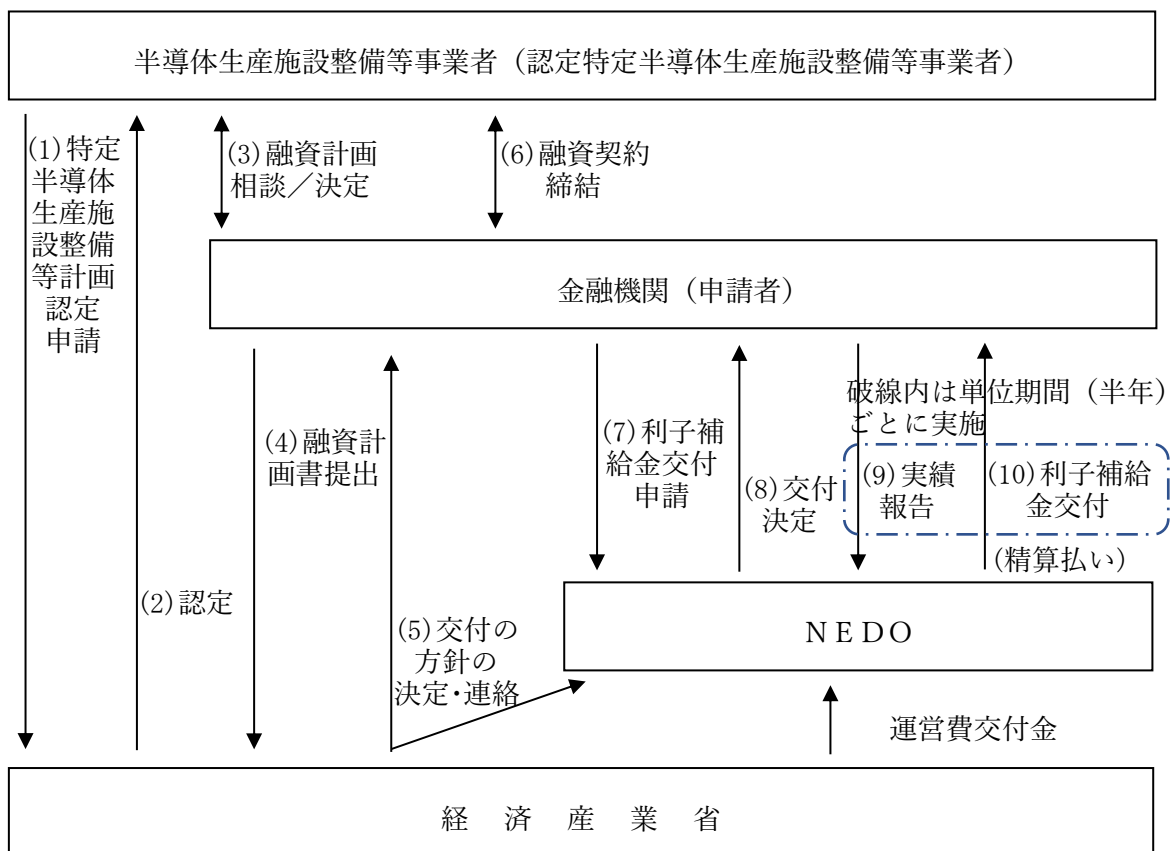 半導体生産施設整備等事業者（認定特定半導体生産施設整備等事業者）
(1)特定
半導体
生産施
設整備
等計画
認定
申請
(2)認定
(3)融資計画
相談／決定
(6)融資契約
締結
金融機関（申請者）
(4)融資計
画書提出
(5)交付の
方針の
決定・連絡
(7)利子補
給金交付
申請
(8)交付
決定
破線内は単位期間（半年）
ごとに実施
(9)実績
報告
(10)利子補給
金交付
(精算払い)
ＮＥＤＯ
運営費交付金
経　済　産　業　省